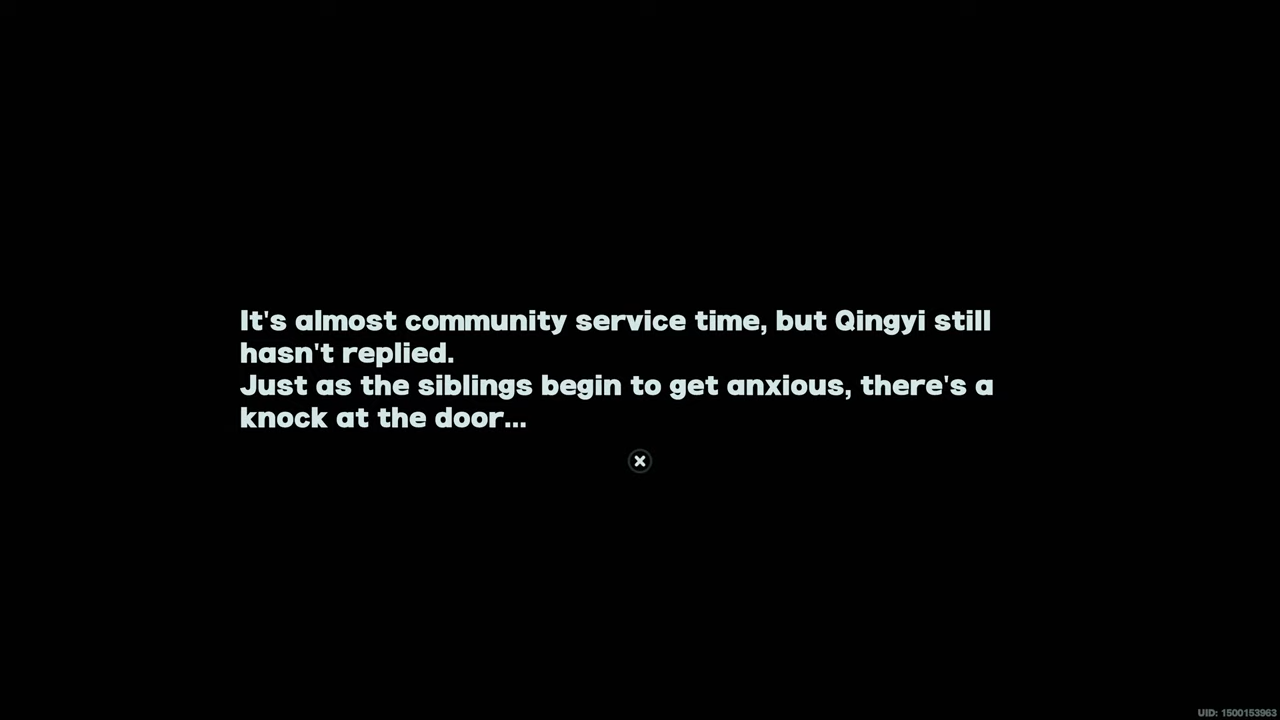 It's almost community service time, but Qingyi still
hasn't replied.
Just as the siblings begin to get anxious, there's a
knock at the door...
UID: 1500153963